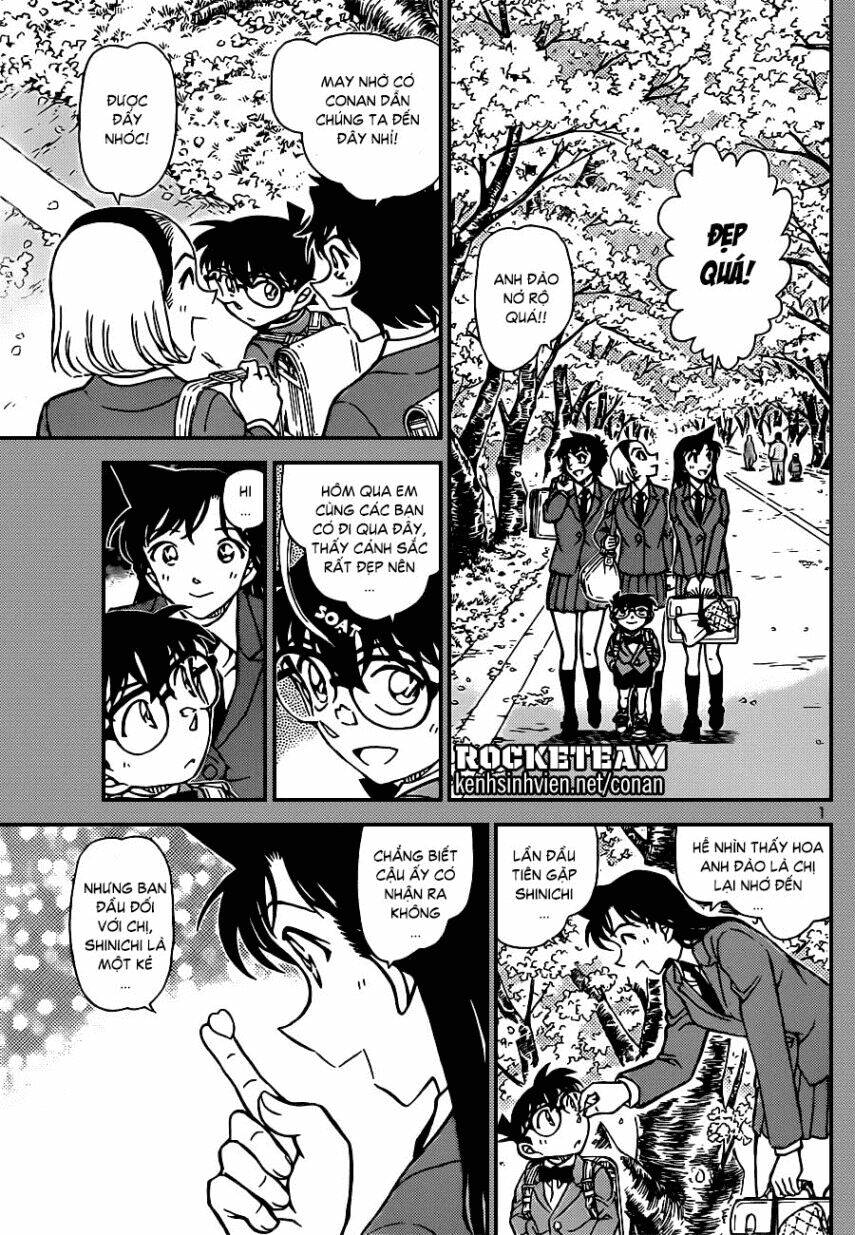 ĐẸP
QUÁ!
ANH ĐÀO
NỞ RỘ
QUÁ!!
MAY NHỜ CÓ
CONAN DẪN
CHÚNG TA ĐẾN
ĐÂY NHỈ!
ĐƯỢC
ĐẤY
NHÓC!
HÔM QUA EM
CÙNG CÁC BẠN
CÓ ĐI QUA ĐÂY,
THẤY CẢNH SẮC
RẤT ĐẸP NÊN
...
SOẠT
HI
...
ROCKETEAM
kenhsinhvien.net/conan
1
HỄ NHÌN THẤY HOA
ANH ĐÀO LÀ CHỊ
LẠI NHỚ ĐẾN
...
LẦN ĐẦU
TIÊN GẶP
SHINICHI
...
CHẲNG BIẾT
CẬU ẤY CÓ
NHẬN RA
KHÔNG
...
NHƯNG BAN
ĐẦU ĐỐI
VỚI CHỊ,
SHINICHI LÀ
MỘT KẺ
...